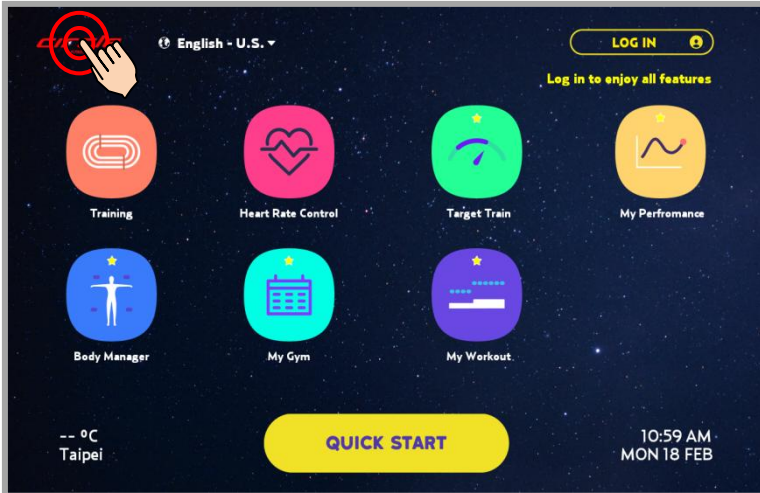 English - U.S.
LOG IN
Log in to enjoy all features
Training
Heart Rate Control
Target Train
My Perfromance
Body Manager
My Gym
My Workout
-- °C
Taipei
QUICK START
10:59 AM
MON 18 FEB